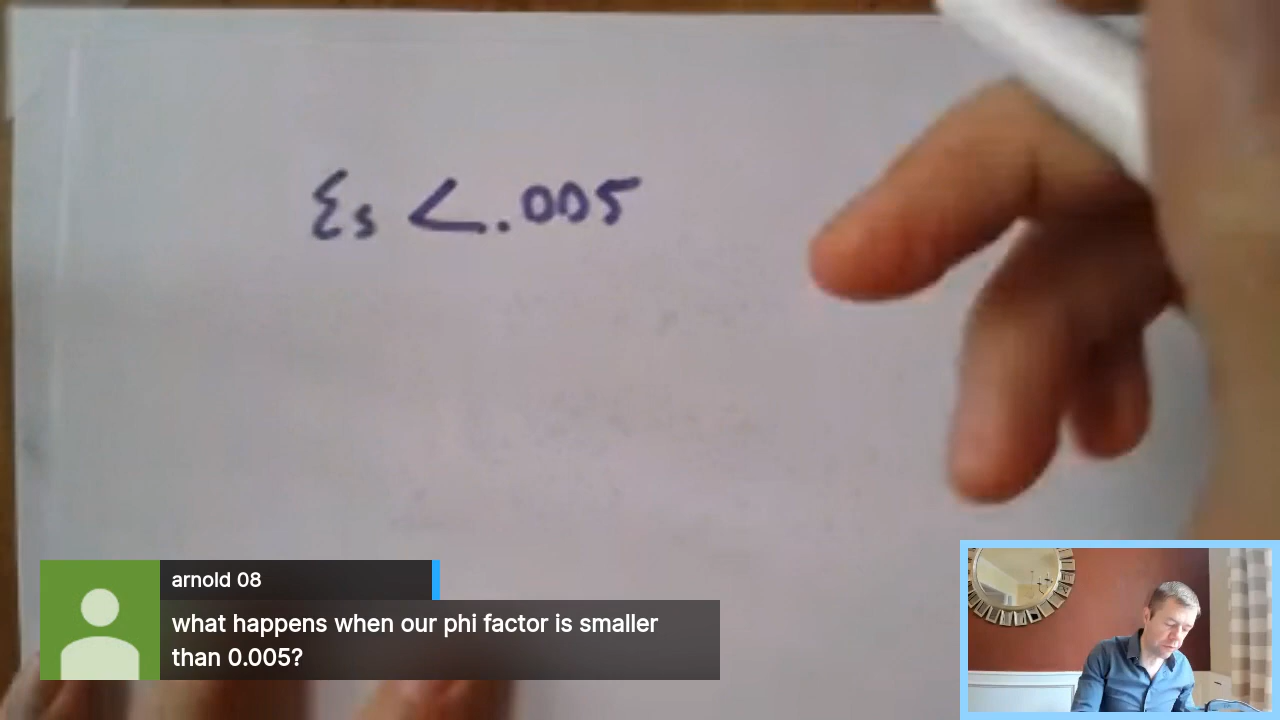 εs < .005
arnold 08
what happens when our phi factor is smaller
than 0.005?